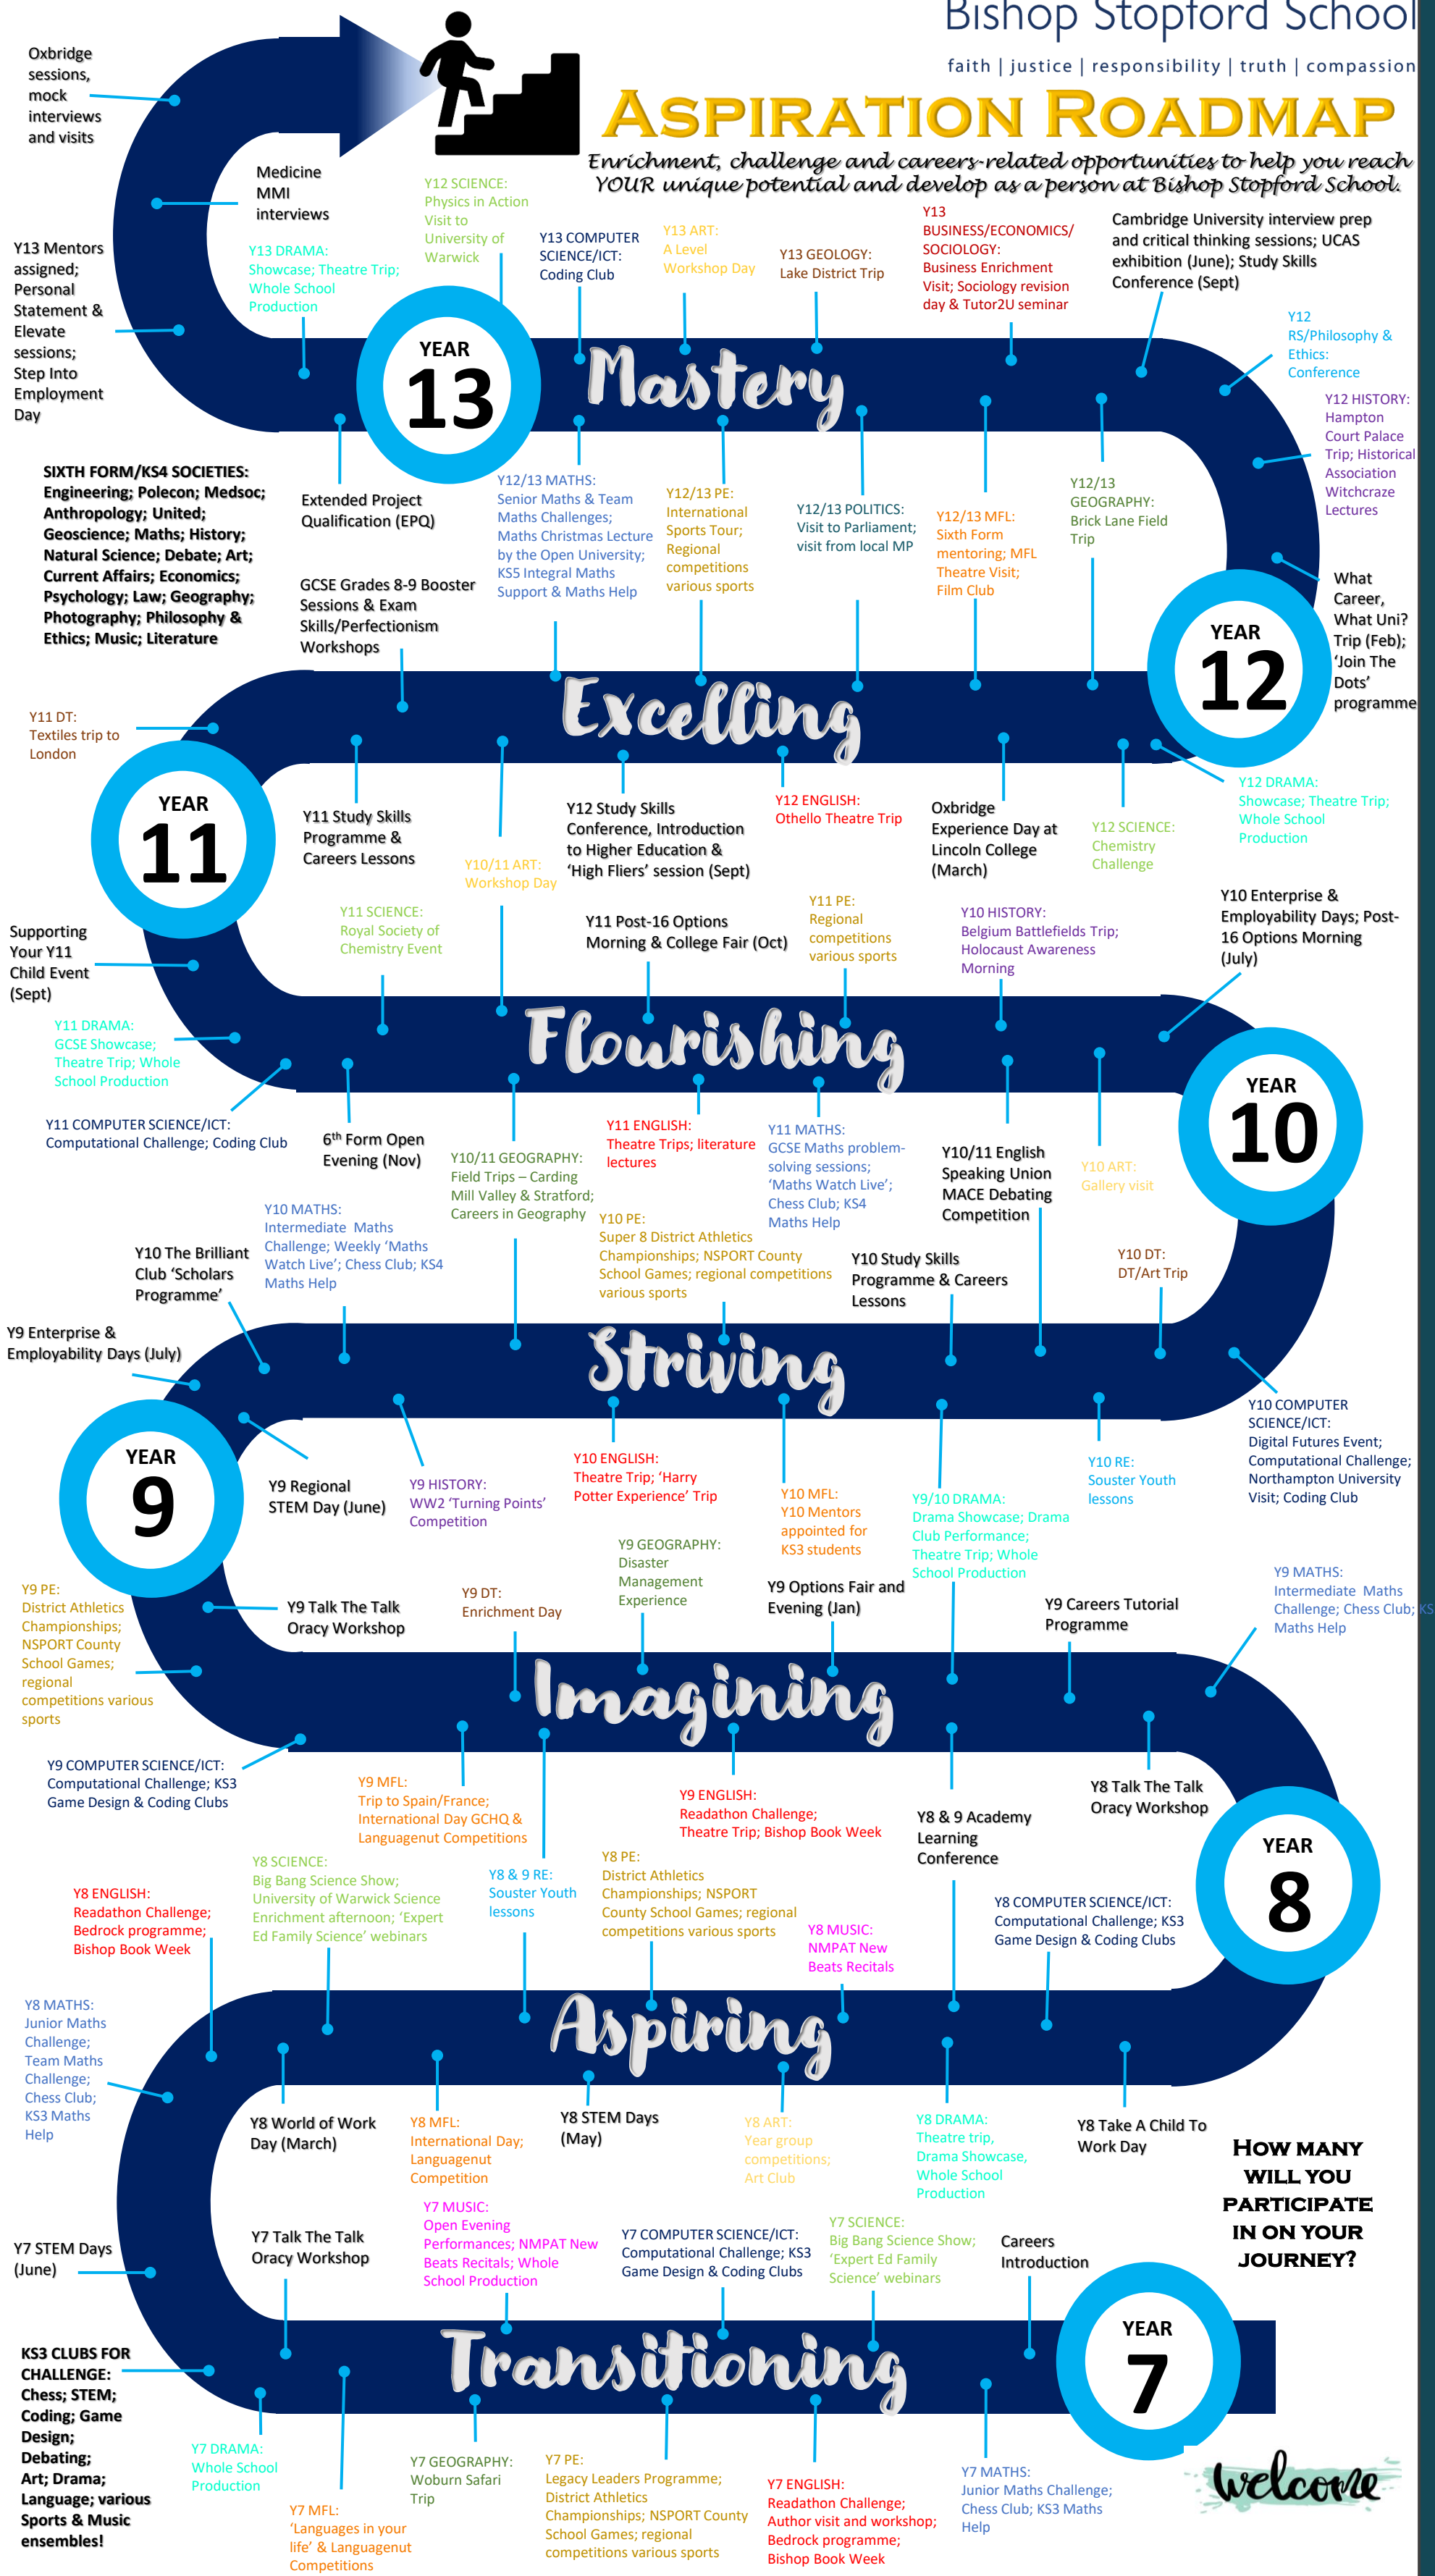 Bishop Stopford School
faith | justice | responsibility | truth | compassion
ASPIRATION ROADMAP
Enrichment, challenge and careers-related opportunities to help you reach
YOUR unique potential and develop as a person at Bishop Stopford School.
Oxbridge
sessions,
mock
interviews
and visits
Medicine
MMI
interviews
Y13 Mentors
assigned;
Personal
Statement &
Elevate
sessions;
Step Into
Employment
Day
Y13 DRAMA:
Showcase; Theatre Trip;
Whole School
Production
Y12 SCIENCE:
Physics in Action
Visit to
University of
Warwick
Y13 COMPUTER
SCIENCE/ICT:
Coding Club
Y13 ART:
A Level
Workshop Day
Y13 GEOLOGY:
Lake District Trip
Y13
BUSINESS/ECONOMICS/
SOCIOLOGY:
Business Enrichment
Visit; Sociology revision
day & Tutor2U seminar
Cambridge University interview prep
and critical thinking sessions; UCAS
exhibition (June); Study Skills
Conference (Sept)
Y12
RS/Philosophy &
Ethics:
Conference
YEAR
13
Mastery
Y12 HISTORY:
Hampton
Court Palace
Trip; Historical
Association
Witchcraze
Lectures
SIXTH FORM/KS4 SOCIETIES:
Engineering; Polecon; Medsoc;
Anthropology; United;
Geoscience; Maths; History;
Natural Science; Debate; Art;
Current Affairs; Economics;
Psychology; Law; Geography;
Photography; Philosophy &
Ethics; Music; Literature
Extended Project
Qualification (EPQ)
GCSE Grades 8-9 Booster
Sessions & Exam
Skills/Perfectionism
Workshops
Y12/13 MATHS:
Senior Maths & Team
Maths Challenges;
Maths Christmas Lecture
by the Open University;
KS5 Integral Maths
Support & Maths Help
Y12/13 PE:
International
Sports Tour;
Regional
competitions
various sports
Y12/13 POLITICS:
Visit to Parliament;
visit from local MP
Y12/13 MFL:
Sixth Form
mentoring; MFL
Theatre Visit;
Film Club
Y12/13
GEOGRAPHY:
Brick Lane Field
Trip
What
Career,
What Uni?
Trip (Feb);
‘Join The
Dots’
programme
YEAR
12
Excelling
Y11 DT:
Textiles trip to
London
YEAR
11
Y11 Study Skills
Programme &
Careers Lessons
Y10/11 ART:
Workshop Day
Y12 Study Skills
Conference, Introduction
to Higher Education &
‘High Fliers’ session (Sept)
Y12 ENGLISH:
Othello Theatre Trip
Oxbridge
Experience Day at
Lincoln College
(March)
Y12 SCIENCE:
Chemistry
Challenge
Y12 DRAMA:
Showcase; Theatre Trip;
Whole School
Production
Supporting
Your Y11
Child Event
(Sept)
Y11 SCIENCE:
Royal Society of
Chemistry Event
Y11 Post-16 Options
Morning & College Fair (Oct)
Y11 PE:
Regional
competitions
various sports
Y10 HISTORY:
Belgium Battlefields Trip;
Holocaust Awareness
Morning
Y10 Enterprise &
Employability Days; Post-
16 Options Morning
(July)
Flourishing
Y11 DRAMA:
GCSE Showcase;
Theatre Trip; Whole
School Production
Y11 COMPUTER SCIENCE/ICT:
Computational Challenge; Coding Club
6th Form Open
Evening (Nov)
Y10/11 GEOGRAPHY:
Field Trips – Carding
Mill Valley & Stratford;
Careers in Geography
Y11 ENGLISH:
Theatre Trips; literature
lectures
Y11 MATHS:
GCSE Maths problem-
solving sessions;
‘Maths Watch Live’;
Chess Club; KS4
Maths Help
Y10/11 English
Speaking Union
MACE Debating
Competition
Y10 ART:
Gallery visit
YEAR
10
Y10 The Brilliant
Club ‘Scholars
Programme’
Y10 MATHS:
Intermediate Maths
Challenge; Weekly ‘Maths
Watch Live’; Chess Club; KS4
Maths Help
Y10 PE:
Super 8 District Athletics
Championships; NSPORT County
School Games; regional competitions
various sports
Y10 Study Skills
Programme & Careers
Lessons
Y10 DT:
DT/Art Trip
Y9 Enterprise &
Employability Days (July)
Striving
YEAR
9
Y9 Regional
STEM Day (June)
Y9 HISTORY:
WW2 ‘Turning Points’
Competition
Y10 ENGLISH:
Theatre Trip; ‘Harry
Potter Experience’ Trip
Y10 MFL:
Y10 Mentors
appointed for
KS3 students
Y9/10 DRAMA:
Drama Showcase; Drama
Club Performance;
Theatre Trip; Whole
School Production
Y10 RE:
Souster Youth
lessons
Y10 COMPUTER
SCIENCE/ICT:
Digital Futures Event;
Computational Challenge;
Northampton University
Visit; Coding Club
Y9 PE:
District Athletics
Championships;
NSPORT County
School Games;
regional
competitions various
sports
Y9 Talk The Talk
Oracy Workshop
Y9 DT:
Enrichment Day
Y9 GEOGRAPHY:
Disaster
Management
Experience
Y9 Options Fair and
Evening (Jan)
Y9 Careers Tutorial
Programme
Y9 MATHS:
Intermediate Maths
Challenge; Chess Club; KS
Maths Help
Imagining
Y9 COMPUTER SCIENCE/ICT:
Computational Challenge; KS3
Game Design & Coding Clubs
Y9 MFL:
Trip to Spain/France;
International Day GCHQ &
Languagenut Competitions
Y9 ENGLISH:
Readathon Challenge;
Theatre Trip; Bishop Book Week
Y8 & 9 Academy
Learning
Conference
Y8 Talk The Talk
Oracy Workshop
YEAR
8
Y8 ENGLISH:
Readathon Challenge;
Bedrock programme;
Bishop Book Week
Y8 SCIENCE:
Big Bang Science Show;
University of Warwick Science
Enrichment afternoon; ‘Expert
Ed Family Science’ webinars
Y8 & 9 RE:
Souster Youth
lessons
Y8 PE:
District Athletics
Championships; NSPORT
County School Games; regional
competitions various sports
Y8 MUSIC:
NMPAT New
Beats Recitals
Y8 COMPUTER SCIENCE/ICT:
Computational Challenge; KS3
Game Design & Coding Clubs
Y8 MATHS:
Junior Maths
Challenge;
Team Maths
Challenge;
Chess Club;
KS3 Maths
Help
Aspiring
Y8 World of Work
Day (March)
Y8 MFL:
International Day;
Languagenut
Competition
Y8 STEM Days
(May)
Y8 ART:
Year group
competitions;
Art Club
Y8 DRAMA:
Theatre trip,
Drama Showcase,
Whole School
Production
Y8 Take A Child To
Work Day
HOW MANY
WILL YOU
PARTICIPATE
IN ON YOUR
JOURNEY?
Y7 STEM Days
(June)
Y7 Talk The Talk
Oracy Workshop
Y7 MUSIC:
Open Evening
Performances; NMPAT New
Beats Recitals; Whole
School Production
Y7 COMPUTER SCIENCE/ICT:
Computational Challenge; KS3
Game Design & Coding Clubs
Y7 SCIENCE:
Big Bang Science Show;
‘Expert Ed Family
Science’ webinars
Careers
Introduction
YEAR
7
Transitioning
KS3 CLUBS FOR
CHALLENGE:
Chess; STEM;
Coding; Game
Design;
Debating;
Art; Drama;
Language; various
Sports & Music
ensembles!
Y7 DRAMA:
Whole School
Production
Y7 MFL:
‘Languages in your
life’ & Languagenut
Competitions
Y7 GEOGRAPHY:
Woburn Safari
Trip
Y7 PE:
Legacy Leaders Programme;
District Athletics
Championships; NSPORT County
School Games; regional
competitions various sports
Y7 ENGLISH:
Readathon Challenge;
Author visit and workshop;
Bedrock programme;
Bishop Book Week
Y7 MATHS:
Junior Maths Challenge;
Chess Club; KS3 Maths
Help
welcome